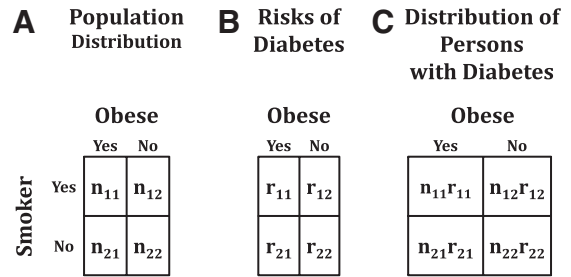 A Population Distribution
B Risks of Diabetes
C Distribution of Persons with Diabetes
Obese
Yes No
Smoker
Yes n11 n12
No n21 n22
Obese
Yes No
r11 r12
r21 r22
Obese
Yes No
n11r11 n12r12
n21r21 n22r22